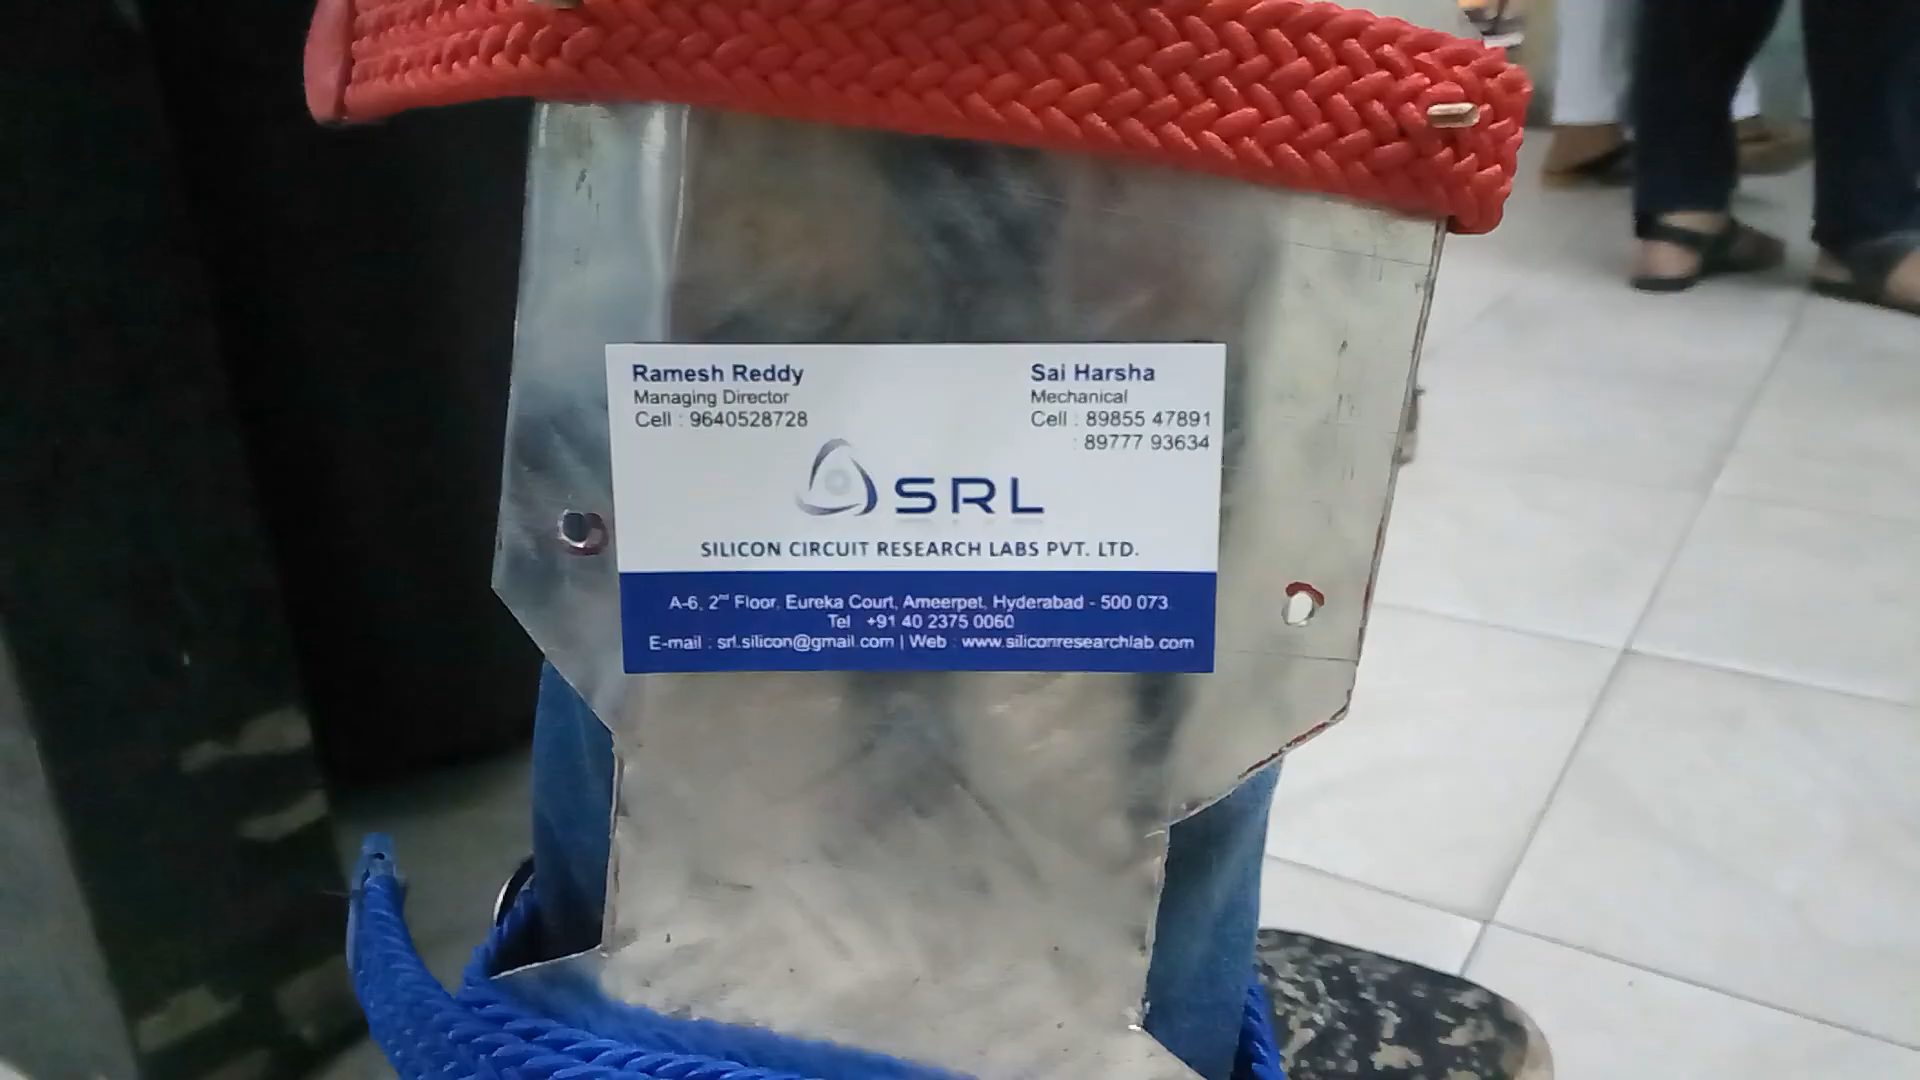 Ramesh Reddy
Managing Director
Cell : 9640528728
Sai Harsha
Mechanical
Cell : 89855 47891
: 89777 93634
SRL
SILICON CIRCUIT RESEARCH LABS PVT. LTD.
A-6, 2nd Floor, Eureka Court, Ameerpet, Hyderabad - 500 073
Tel +91 40 2375 0060
E-mail : srl.silicon@gmail.com | Web : www.siliconresearchlab.com